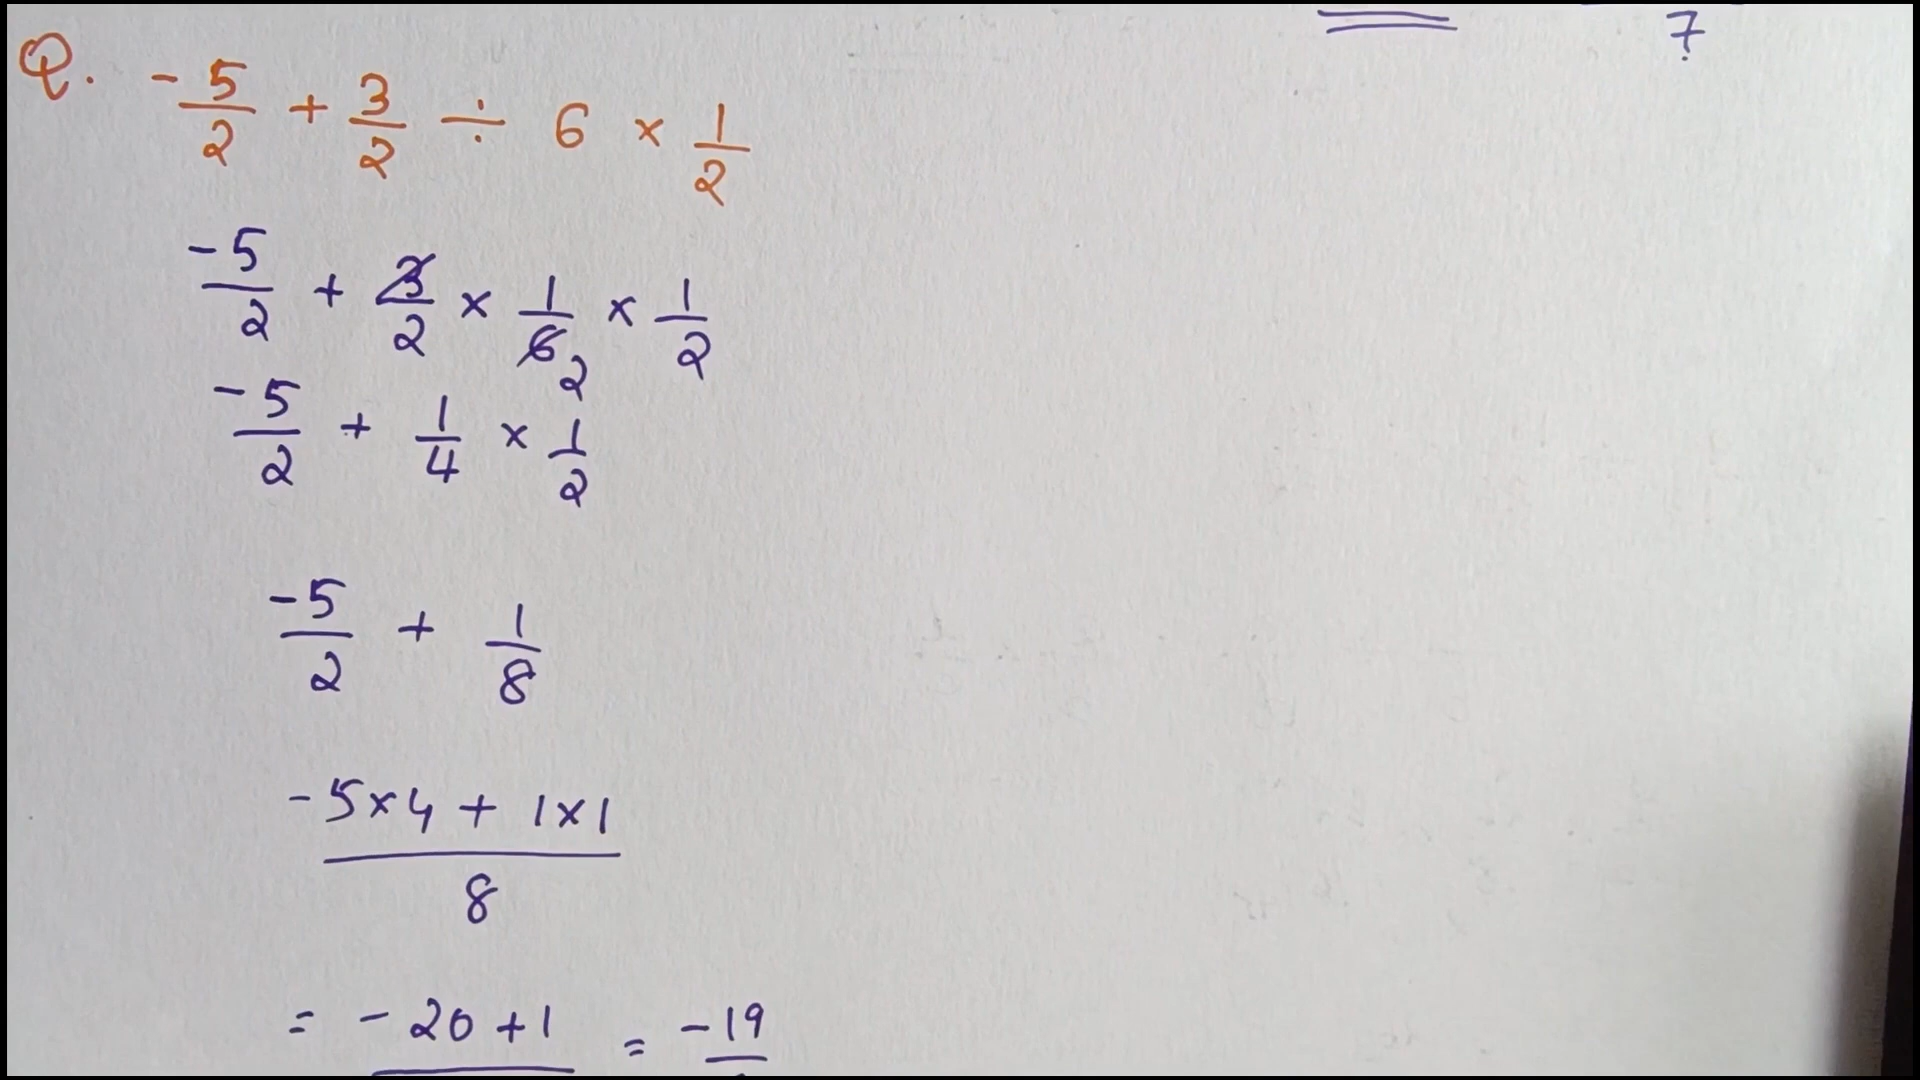 7
Q. -5/2 + 3/2 ÷ 6 × 1/2
-5/2 + 3/2 × 1/6 2 × 1/2
-5/2 + 1/4 × 1/2
-5/2 + 1/8
-5×4 + 1×1 / 8
= -20+1 = -19